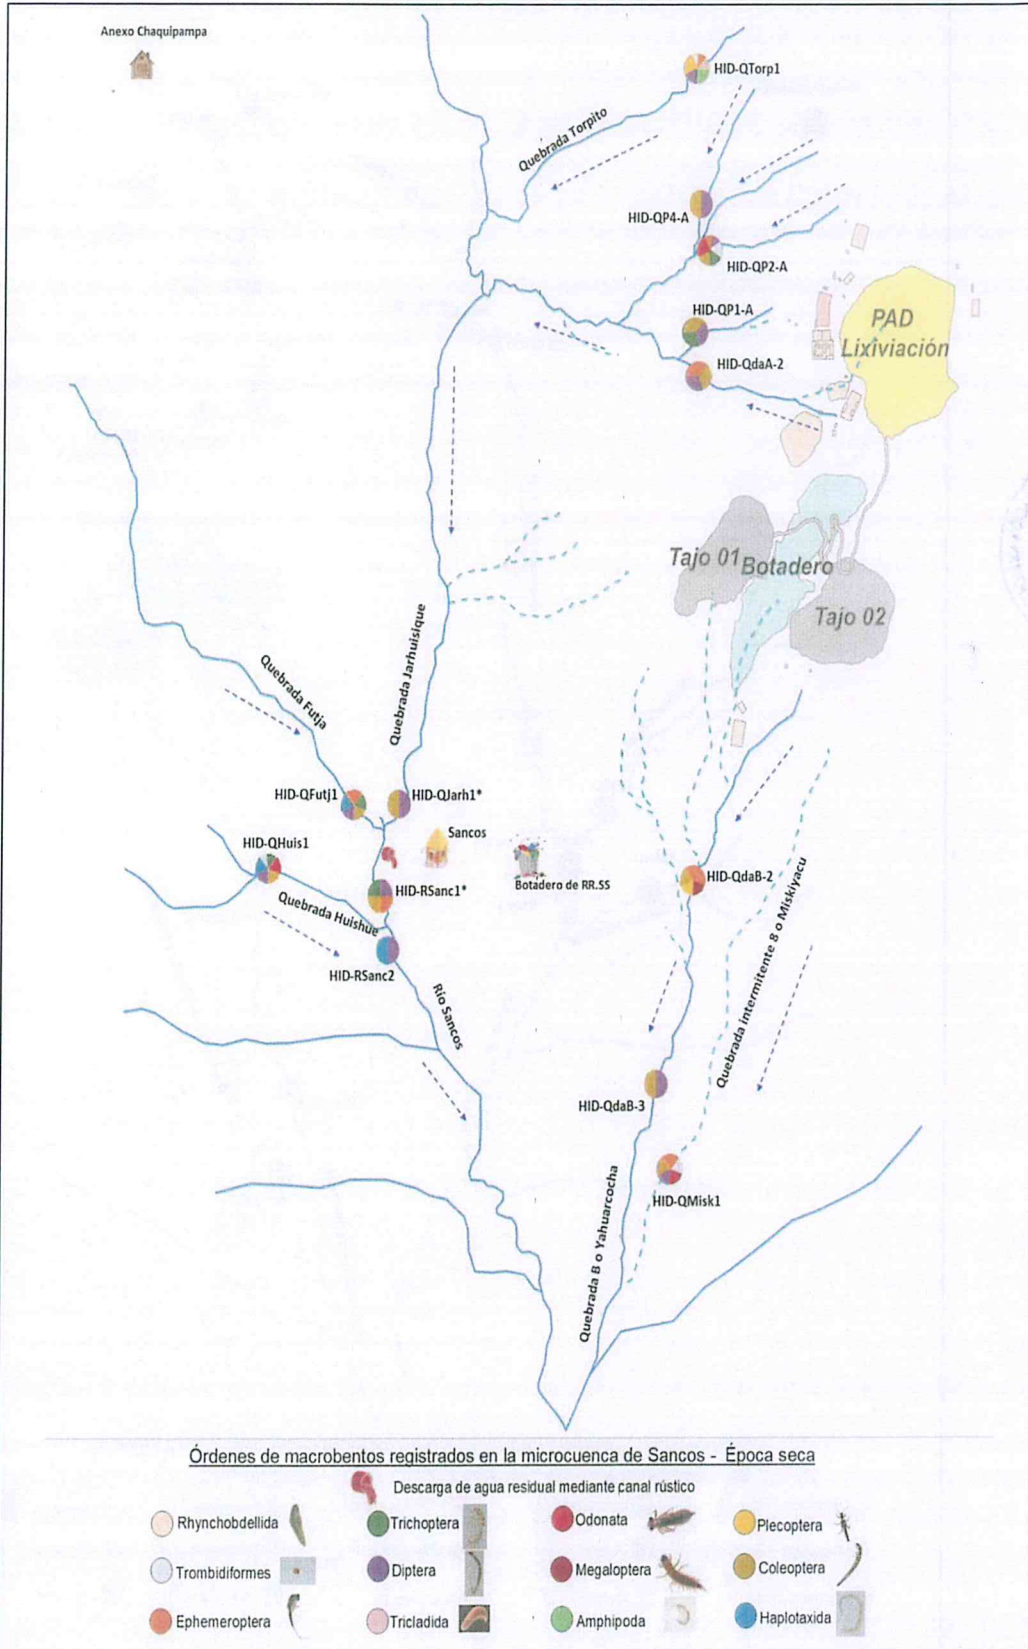 Anexo Chaquipampa
HID-QTorp1
Quebrada Torpito
HID-QP4-A
HID-QP2-A
HID-QP1-A
HID-QdaA-2
PAD
Lixiviación
Tajo 01
Botadero
Tajo 02
Quebrada Jarhuisique
Quebrada Futja
HID-QFutj1
HID-QJarh1*
HID-QHuis1
Sancos
Botadero de RR.SS
HID-QdaB-2
HID-RSanc1*
Quebrada Huishue
HID-RSanc2
Río Sancos
Quebrada intermitente B o Miskiyacu
HID-QdaB-3
HID-QMisk1
Quebrada B o Yahuarcocha
Órdenes de macrobentos registrados en la microcuenca de Sancos - Época seca
Descarga de agua residual mediante canal rústico
Rhynchobdellida
Trichoptera
Odonata
Plecoptera
Trombidiformes
Diptera
Megaloptera
Coleoptera
Ephemeroptera
Tricladida
Amphipoda
Haplotaxida